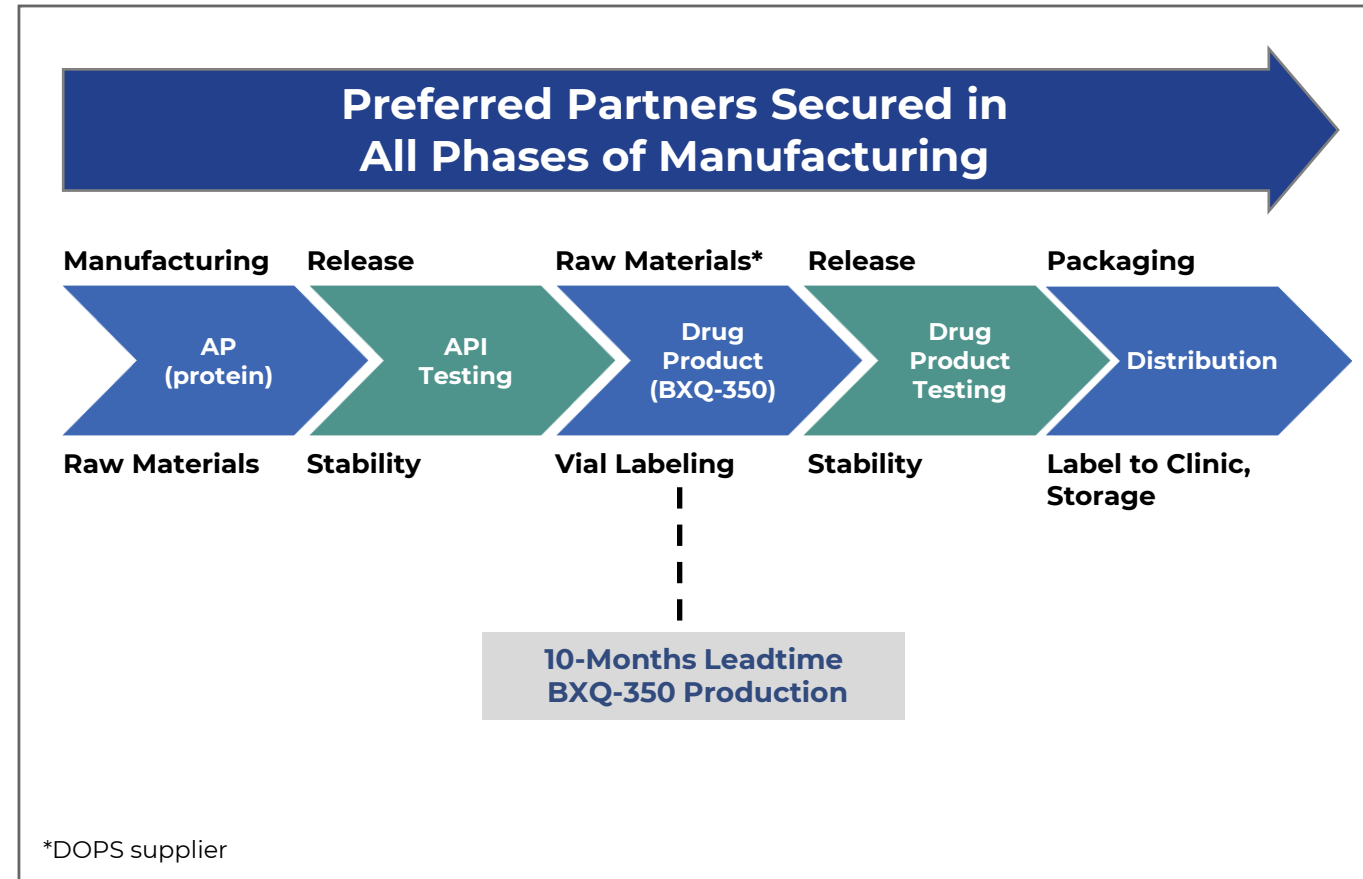 Preferred Partners Secured in
All Phases of Manufacturing
Manufacturing
Release
Raw Materials*
Release
Packaging
AP
(protein)
API
Testing
Drug
Product
(BXQ-350)
Drug
Product
Testing
Distribution
Raw Materials
Stability
Vial Labeling
Stability
Label to Clinic,
Storage
10-Months Leadtime
BXQ-350 Production
*DOPS supplier